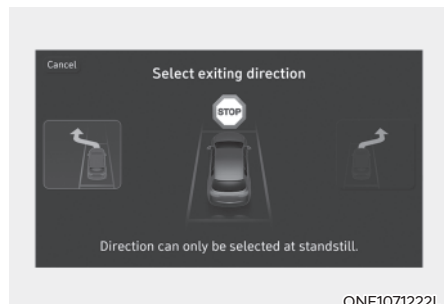 Cancel
Select exiting direction
STOP
Direction can only be selected at standstill.
ONE1071222L